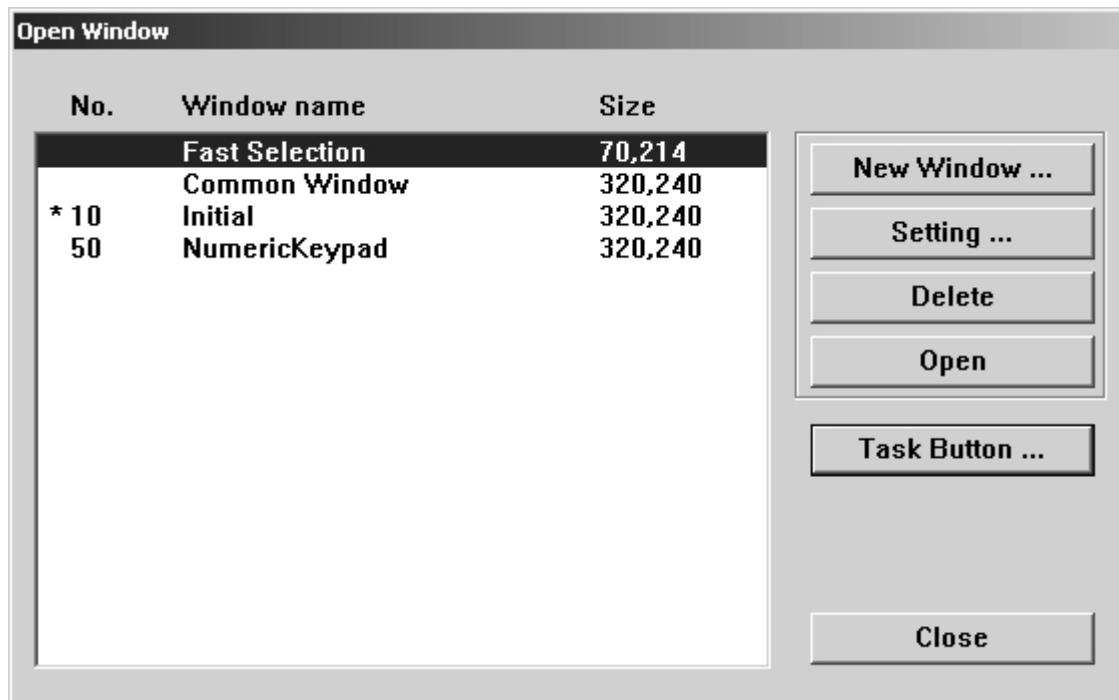 Open Window
No. Window name Size
Fast Selection 70,214
Common Window 320,240
* 10 Initial 320,240
50 NumericKeypad 320,240
New Window ...
Setting ...
Delete
Open
Task Button ...
Close